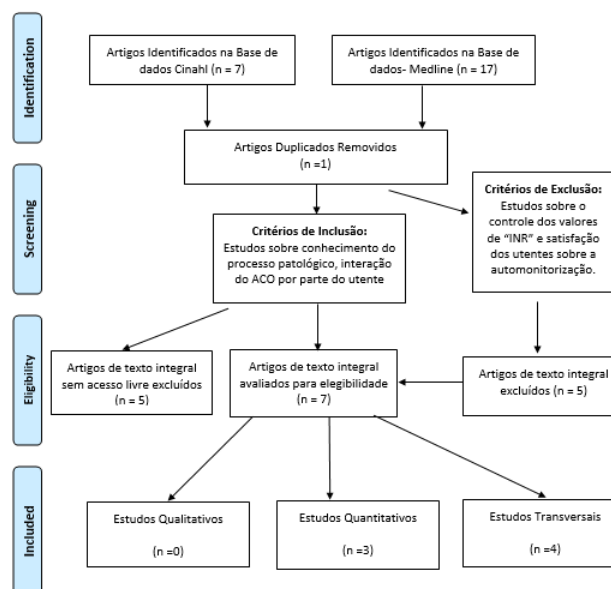 Identification
Artigos Identificados na Base de
dados Cinahl (n = 7)
Artigos Identificados na Base de
dados- Medline (n = 17)
Artigos Duplicados Removidos
(n =1)
Screening
Critérios de Inclusão:
Estudos sobre conhecimento do
processo patológico, interação
do ACO por parte do utente
Critérios de Exclusão:
Estudos sobre o
controle dos valores
de “INR” e satisfação
dos utentes sobre a
automonitorização.
Eligibility
Artigos de texto integral
sem acesso livre excluídos
(n = 5)
Artigos de texto integral
avaliados para elegibilidade
(n = 7)
Artigos de texto integral
excluídos (n = 5)
Included
Estudos Qualitativos
(n =0)
Estudos Quantitativos
(n =3)
Estudos Transversais
(n =4)